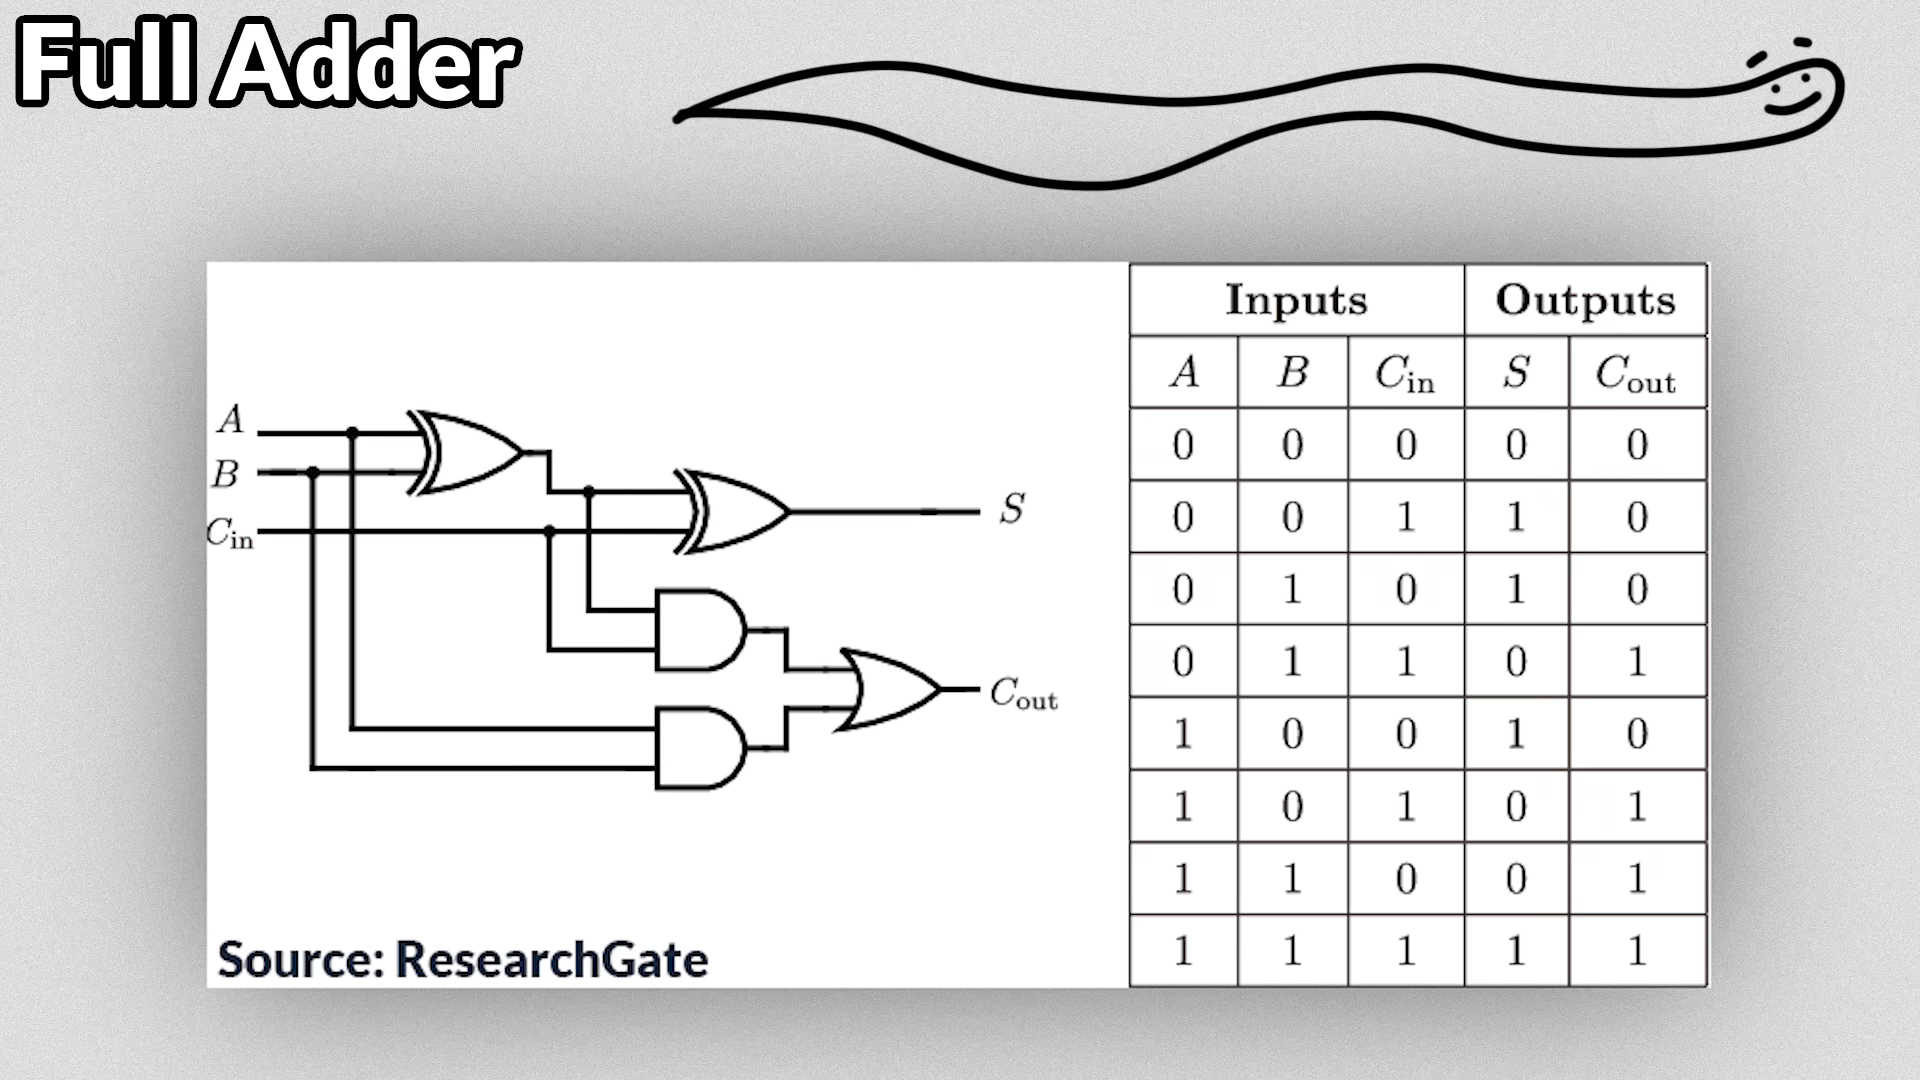 Full Adder
A
B
Cin
S
Cout
Source: ResearchGate
Inputs Outputs
A B Cin S Cout
0 0 0 0 0
0 0 1 1 0
0 1 0 1 0
0 1 1 0 1
1 0 0 1 0
1 0 1 0 1
1 1 0 0 1
1 1 1 1 1